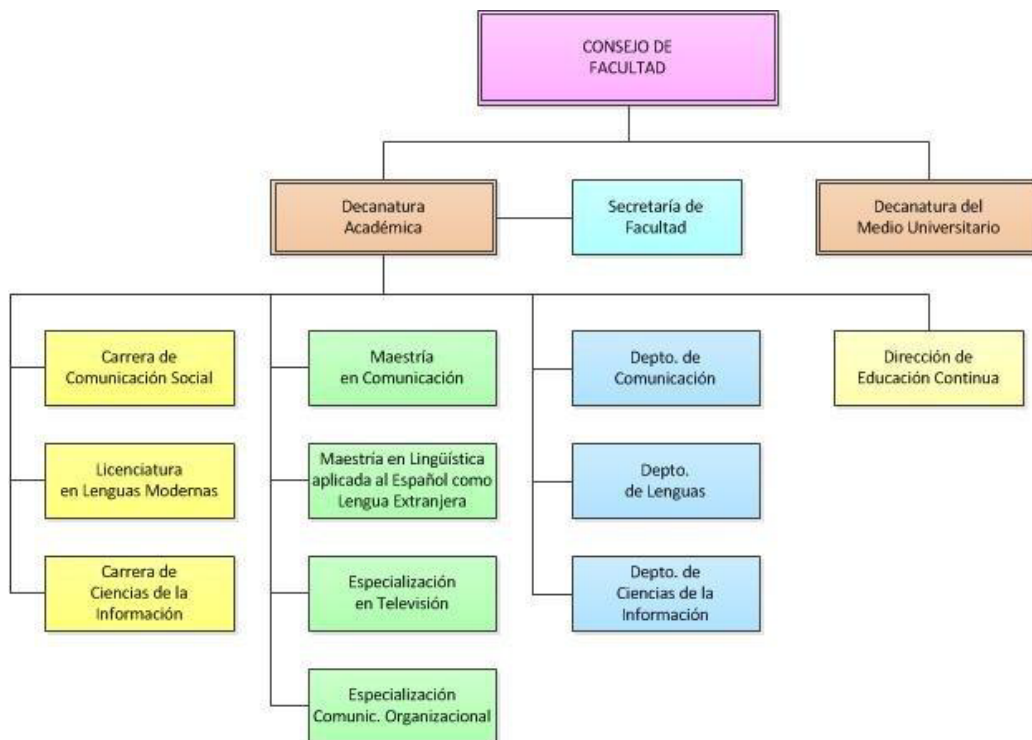 CONSEJO DE
FACULTAD
Decanatura
Académica
Secretaría de
Facultad
Decanatura del
Medio Universitario
Carrera de
Comunicación Social
Maestría
en Comunicación
Depto. de
Comunicación
Dirección de
Educación Continua
Licenciatura
en Lenguas Modernas
Maestría en Lingüística
aplicada al Español como
Lengua Extranjera
Depto.
de Lenguas
Carrera de
Ciencias de la
Información
Especialización
en Televisión
Depto. de
Ciencias de la
Información
Especialización
Comunic. Organizacional